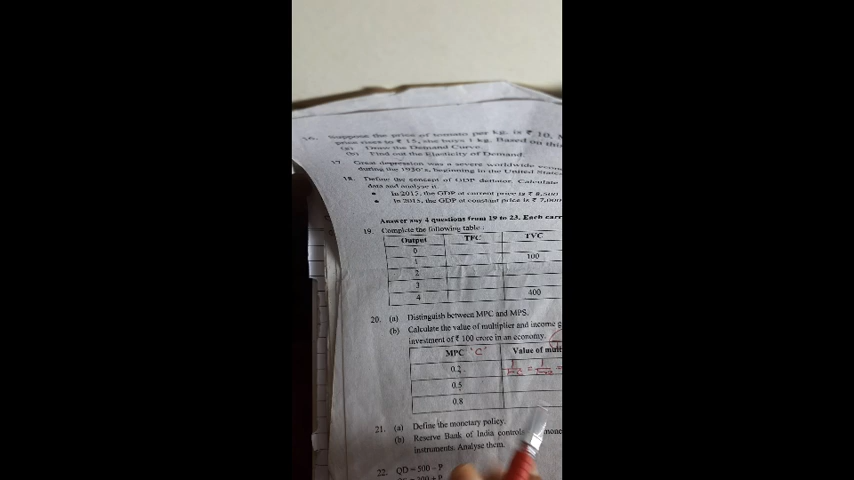 16. Suppose the price of tomato per kg. is ₹ 10,
price rises to ₹ 15, she buys 1 kg. Based on this
(a) Draw the Demand Curve.
(b) Find out the Elasticity of Demand.
17. Great depression was a severe worldwide
during the 1930's, beginning in the United
18. Define the concept of GDP deflator. Calculate
data and analyse it.
• In 2015, the GDP at current price is ₹ 8,500
• In 2015, the GDP at constant price is ₹ 7,000
Answer any 4 questions from 19 to 23. Each
19. Complete the following table :
Output TFC TVC
0
1 100
2
3
4 400
20. (a) Distinguish between MPC and MPS.
(b) Calculate the value of multiplier and income g
investment of ₹ 100 crore in an economy.
MPC 'C' Value of mult
0.2
0.5
0.8
21. (a) Define the monetary policy.
(b) Reserve Bank of India controls
instruments. Analyse them.
22. QD = 500 – P